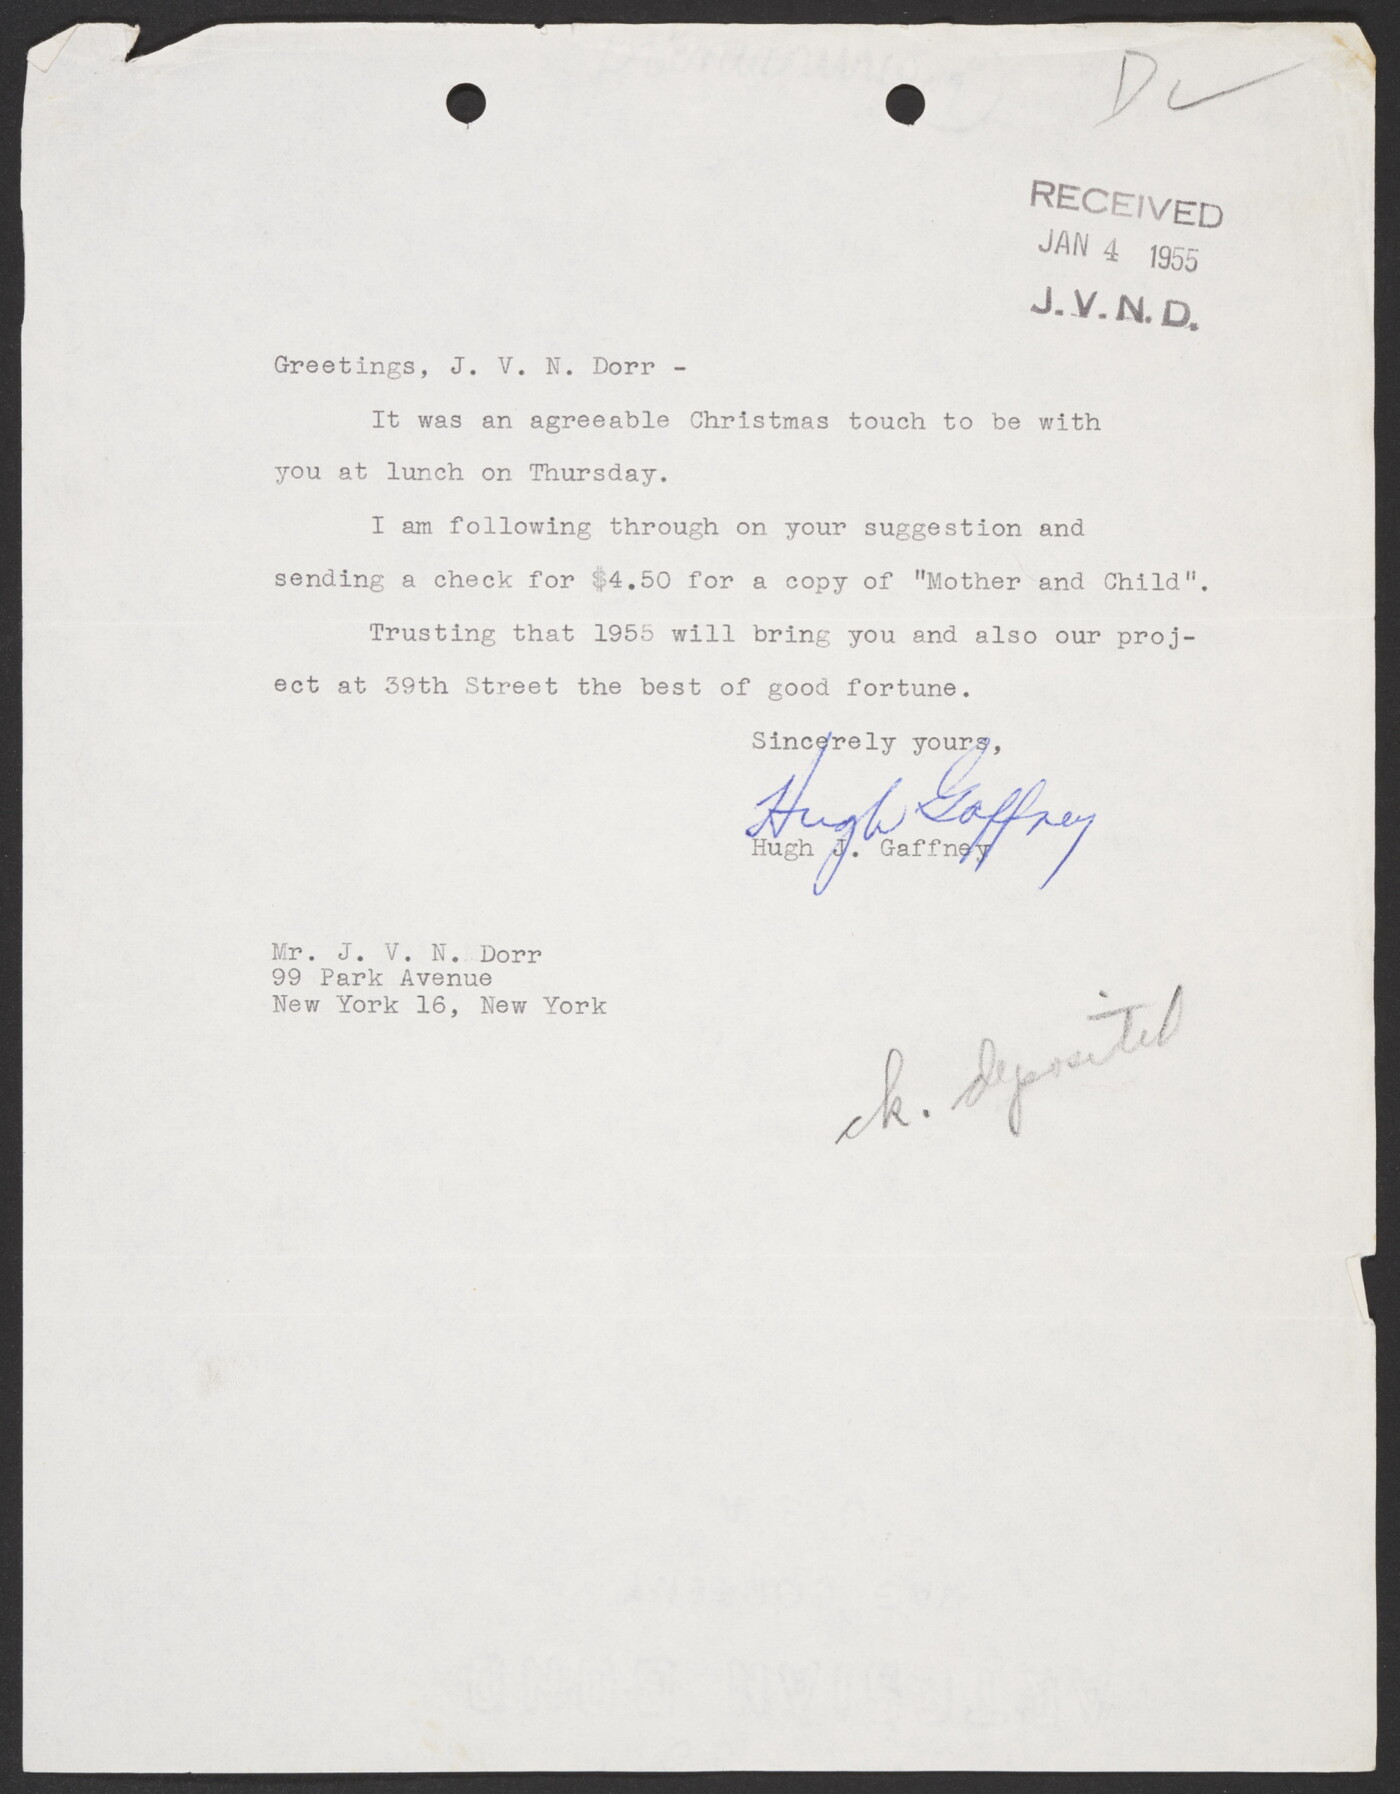 D
RECEIVED
JAN 4 1955
J.V.N.D.
Greetings, J. V. N. Dorr -
It was an agreeable Christmas touch to be with
you at lunch on Thursday.
I am following through on your suggestion and
sending a check for $4.50 for a copy of "Mother and Child".
Trusting that 1955 will bring you and also our proj-
ect at 39th Street the best of good fortune.
Sincerely yours,
Hugh Gaffney
Hugh J. Gaffney
Mr. J. V. N. Dorr
99 Park Avenue
New York 16, New York
ck. deposited